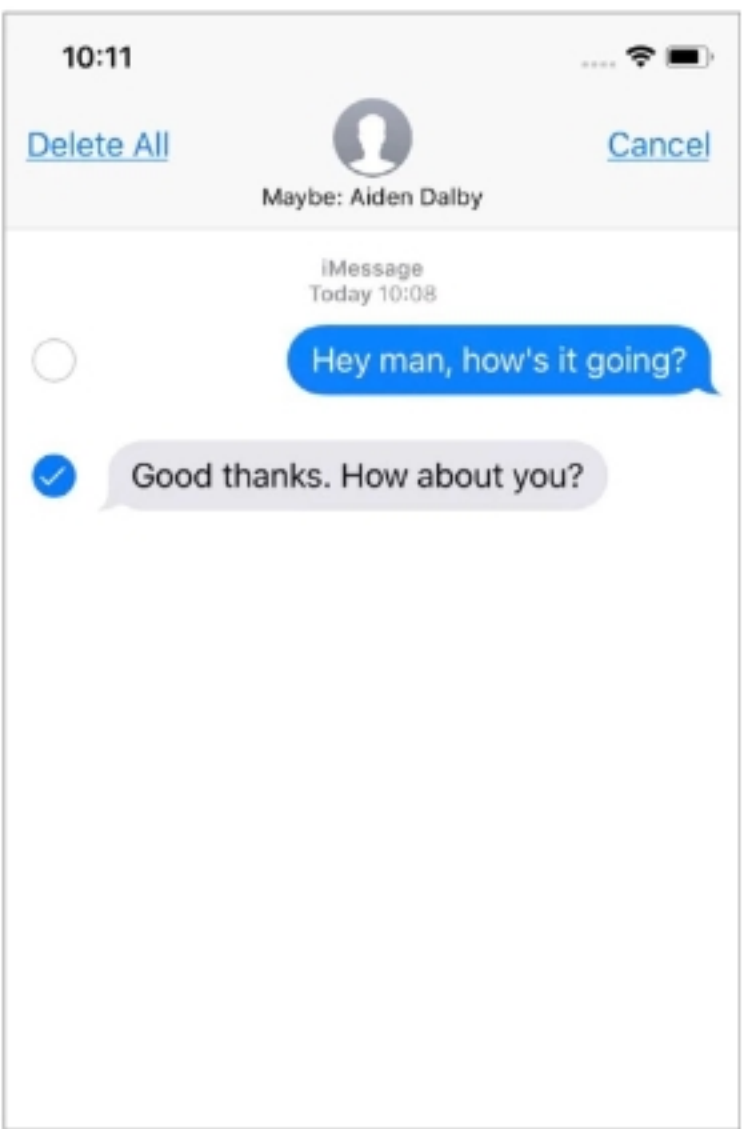 10:11
Delete All
Cancel
Maybe: Aiden Dalby
iMessage
Today 10:08
Hey man, how's it going?
Good thanks. How about you?